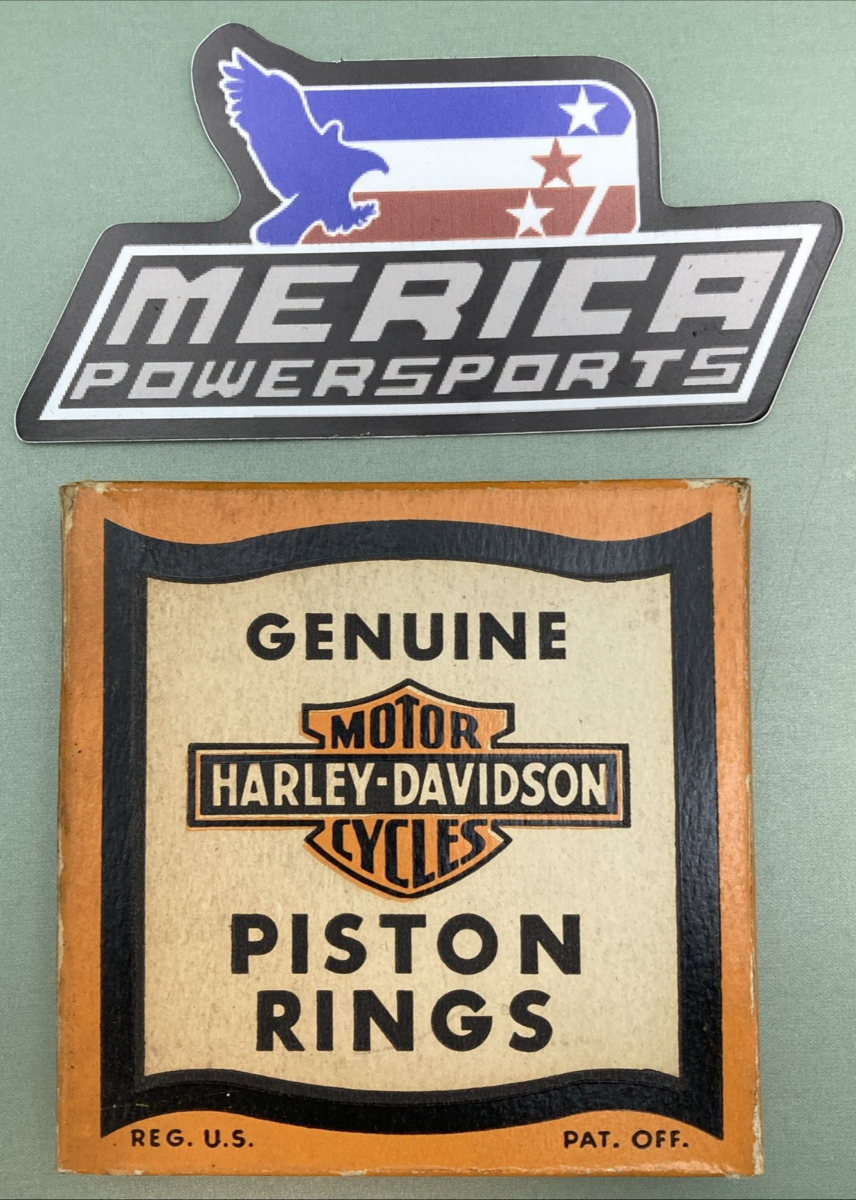 MERICA
POWERSPORTS
GENUINE
MOTOR
HARLEY-DAVIDSON
CYCLES
PISTON
RINGS
REG. U.S. PAT. OFF.